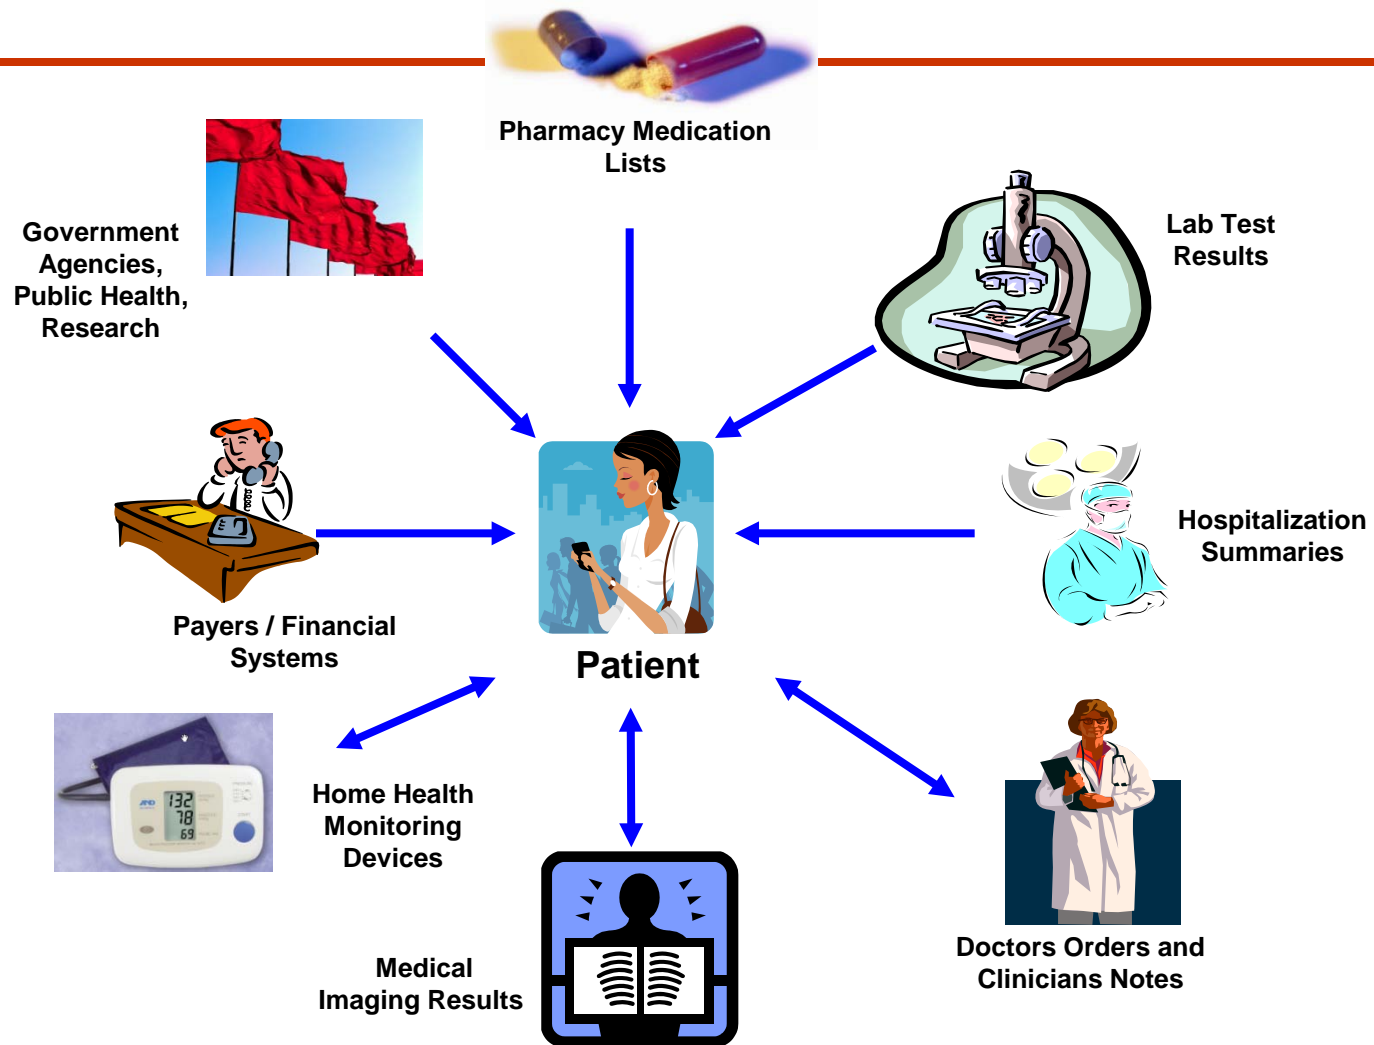 Pharmacy Medication
Lists
Government
Agencies,
Public Health,
Research
Lab Test
Results
Hospitalization
Summaries
Payers / Financial
Systems
Patient
132
78
69
Home Health
Monitoring
Devices
Medical
Imaging Results
Doctors Orders and
Clinicians Notes